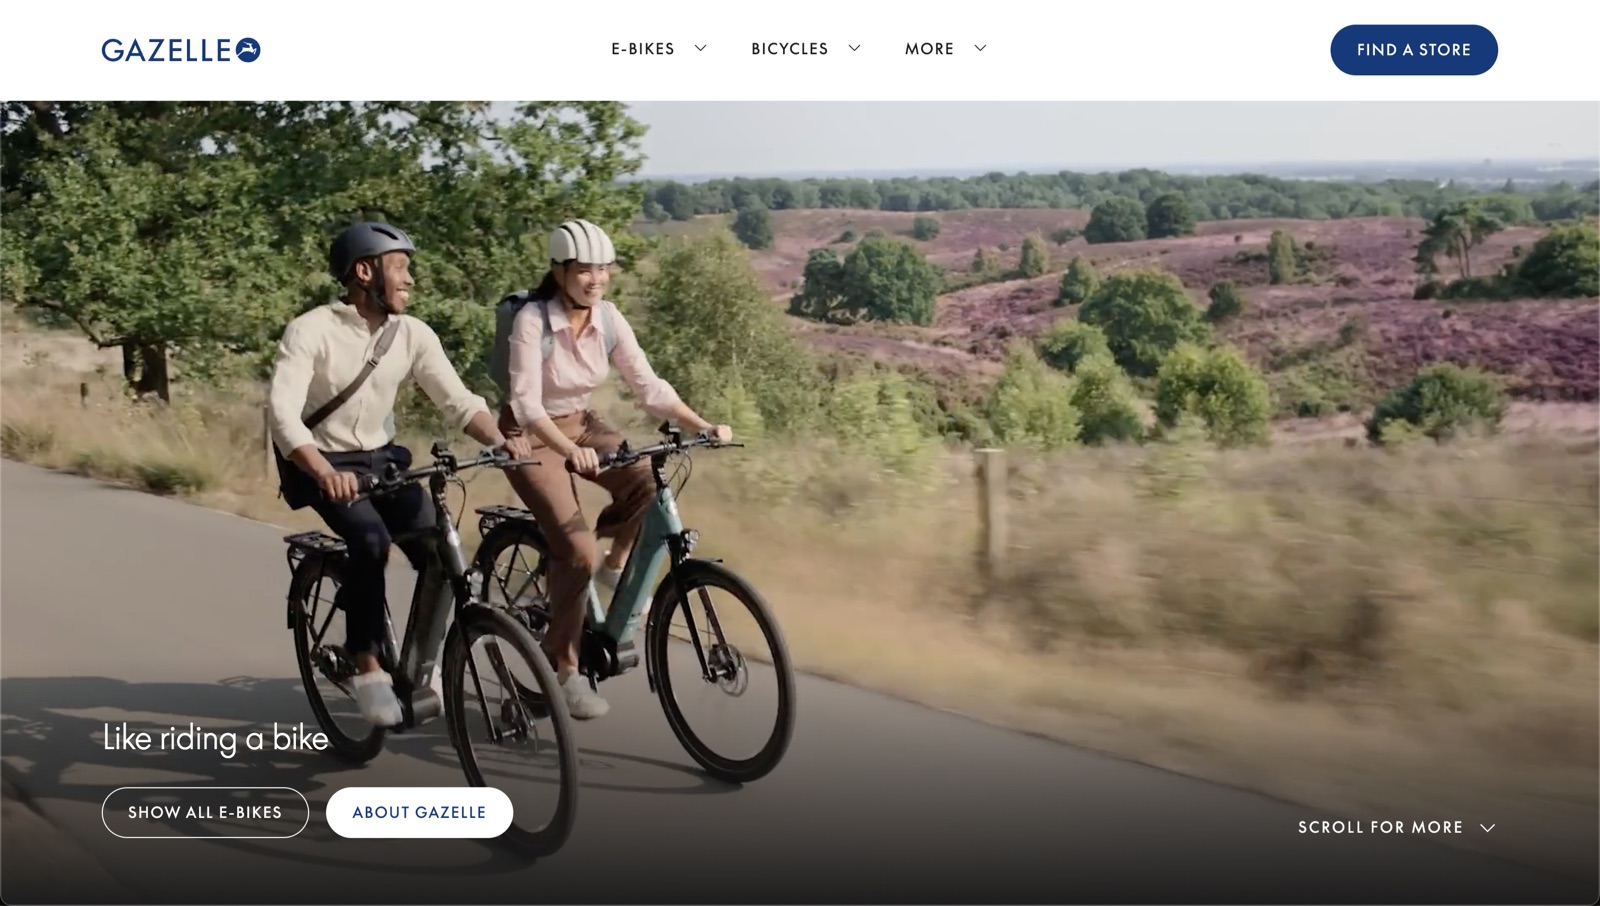 GAZELLE
E-BIKES
BICYCLES
MORE
FIND A STORE
Like riding a bike
SHOW ALL E-BIKES
ABOUT GAZELLE
SCROLL FOR MORE